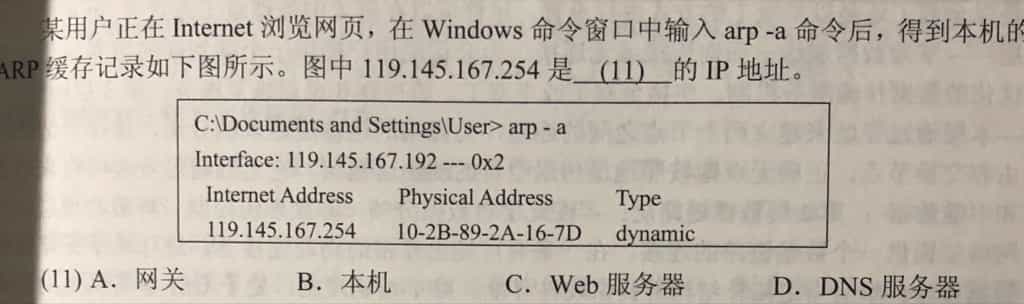 某用户正在 Internet 浏览网页，在 Windows 命令窗口中输入 arp -a 命令后，得到本机的
ARP 缓存记录如下图所示。图中 119.145.167.254 是 (11) 的 IP 地址。
C:\Documents and Settings\User> arp - a
Interface: 119.145.167.192 --- 0x2
Internet Address Physical Address Type
119.145.167.254 10-2B-89-2A-16-7D dynamic
(11) A．网关 B．本机 C．Web 服务器 D．DNS 服务器